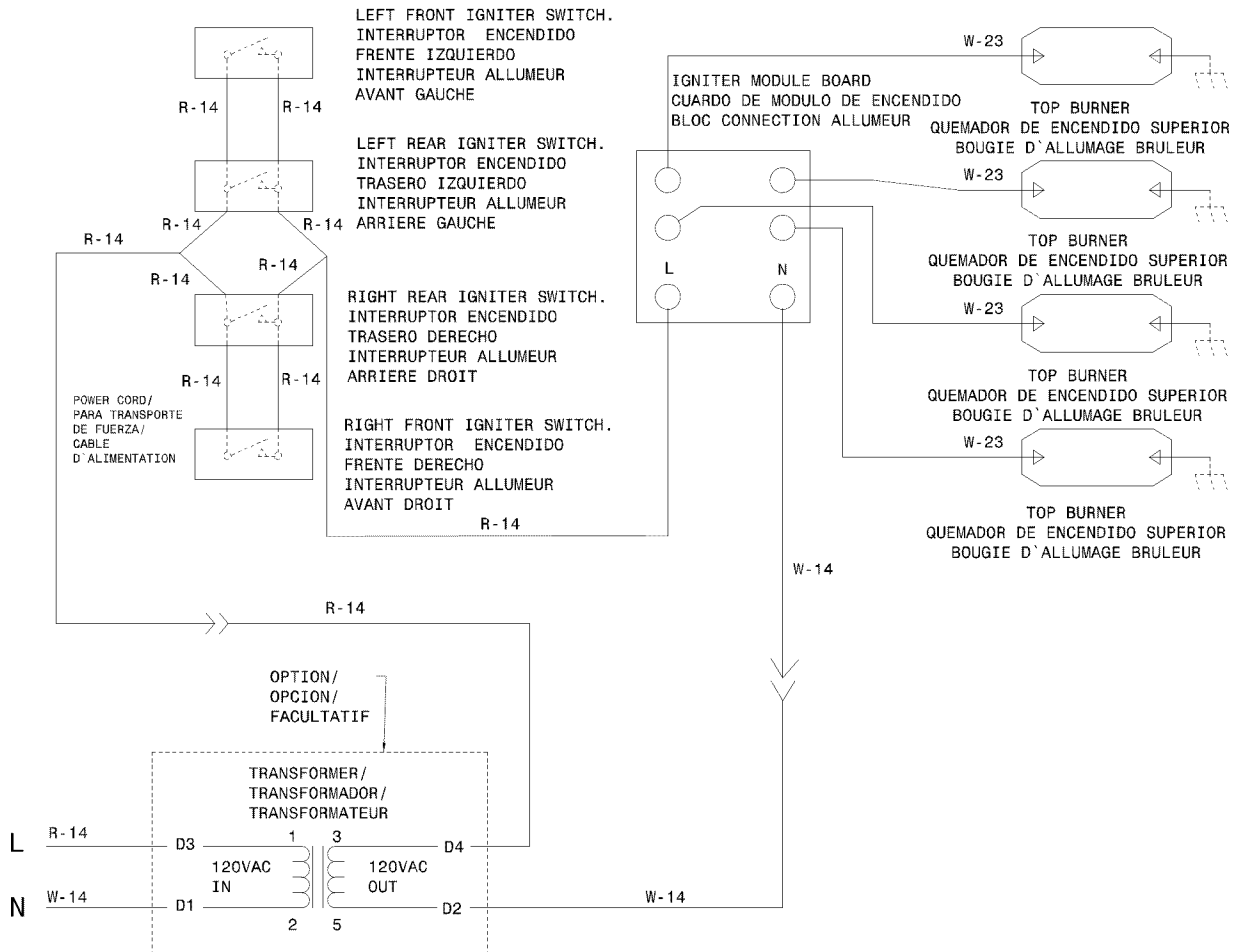 LEFT FRONT IGNITER SWITCH.
INTERRUPTOR ENCENDIDO
FRENTE IZQUIERDO
INTERRUPTEUR ALLUMEUR
AVANT GAUCHE
R-14
R-14
LEFT REAR IGNITER SWITCH.
INTERRUPTOR ENCENDIDO
TRASERO IZQUIERDO
INTERRUPTEUR ALLUMEUR
ARRIERE GAUCHE
R-14
R-14
R-14
R-14
R-14
RIGHT REAR IGNITER SWITCH.
INTERRUPTOR ENCENDIDO
TRASERO DERECHO
INTERRUPTEUR ALLUMEUR
ARRIERE DROIT
R-14
R-14
POWER CORD/
PARA TRANSPORTE
DE FUERZA/
CABLE
D`ALIMENTATION
RIGHT FRONT IGNITER SWITCH.
INTERRUPTOR ENCENDIDO
FRENTE DERECHO
INTERRUPTEUR ALLUMEUR
AVANT DROIT
R-14
IGNITER MODULE BOARD
CUARDO DE MODULO DE ENCENDIDO
BLOC CONNECTION ALLUMEUR
L
N
W-23
TOP BURNER
QUEMADOR DE ENCENDIDO SUPERIOR
BOUGIE D`ALLUMAGE BRULEUR
W-23
TOP BURNER
QUEMADOR DE ENCENDIDO SUPERIOR
BOUGIE D`ALLUMAGE BRULEUR
W-23
TOP BURNER
QUEMADOR DE ENCENDIDO SUPERIOR
BOUGIE D`ALLUMAGE BRULEUR
W-23
TOP BURNER
QUEMADOR DE ENCENDIDO SUPERIOR
BOUGIE D`ALLUMAGE BRULEUR
W-14
R-14
OPTION/
OPCION/
FACULTATIF
TRANSFORMER/
TRANSFORMADOR/
TRANSFORMATEUR
L
R-14
D3
1
3
D4
120VAC
IN
120VAC
OUT
N
W-14
D1
2
5
D2
W-14